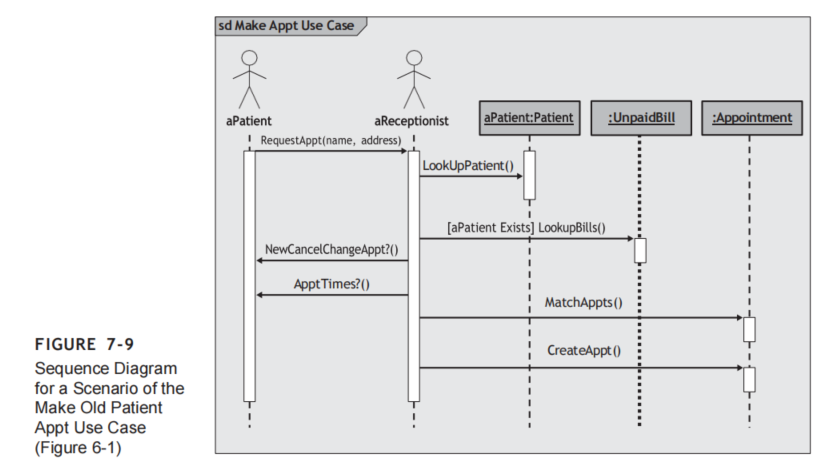 sd Make Appt Use Case
aPatient
aReceptionist
aPatient:Patient
:UnpaidBill
:Appointment
RequestAppt(name, address)
LookUpPatient()
[aPatient Exists] LookupBills()
NewCancelChangeAppt?()
ApptTimes?()
MatchAppts()
CreateAppt()
FIGURE 7-9
Sequence Diagram
for a Scenario of the
Make Old Patient
Appt Use Case
(Figure 6-1)